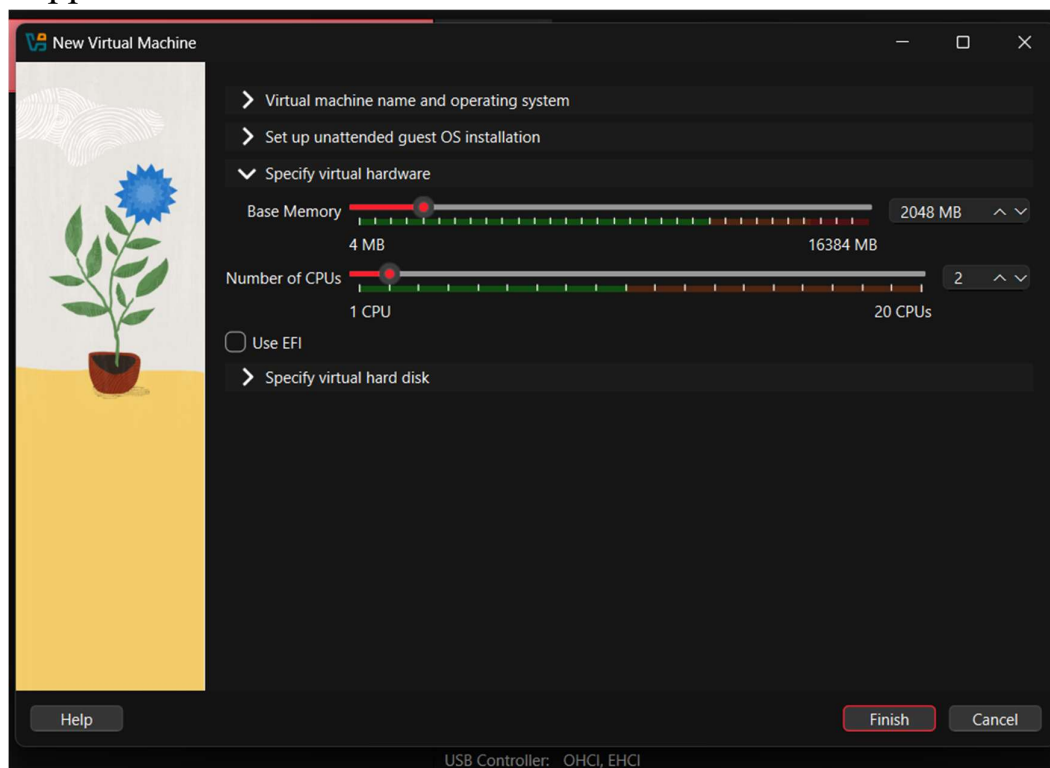 New Virtual Machine
Virtual machine name and operating system
Set up unattended guest OS installation
Specify virtual hardware
Base Memory 2048 MB
4 MB 16384 MB
Number of CPUs 2
1 CPU 20 CPUs
Use EFI
Specify virtual hard disk
Help Finish Cancel
USB Controller: OHCI, EHCI